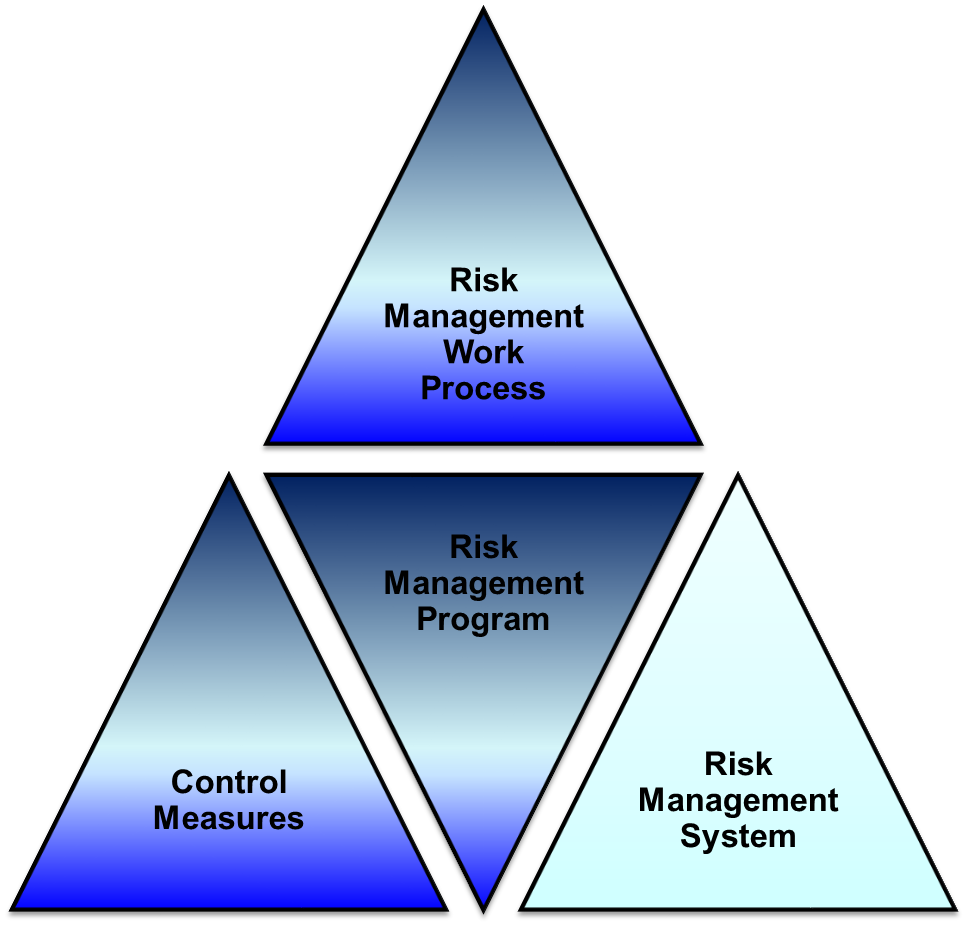 Risk
Management
Work
Process
Risk
Management
Program
Control
Measures
Risk
Management
System